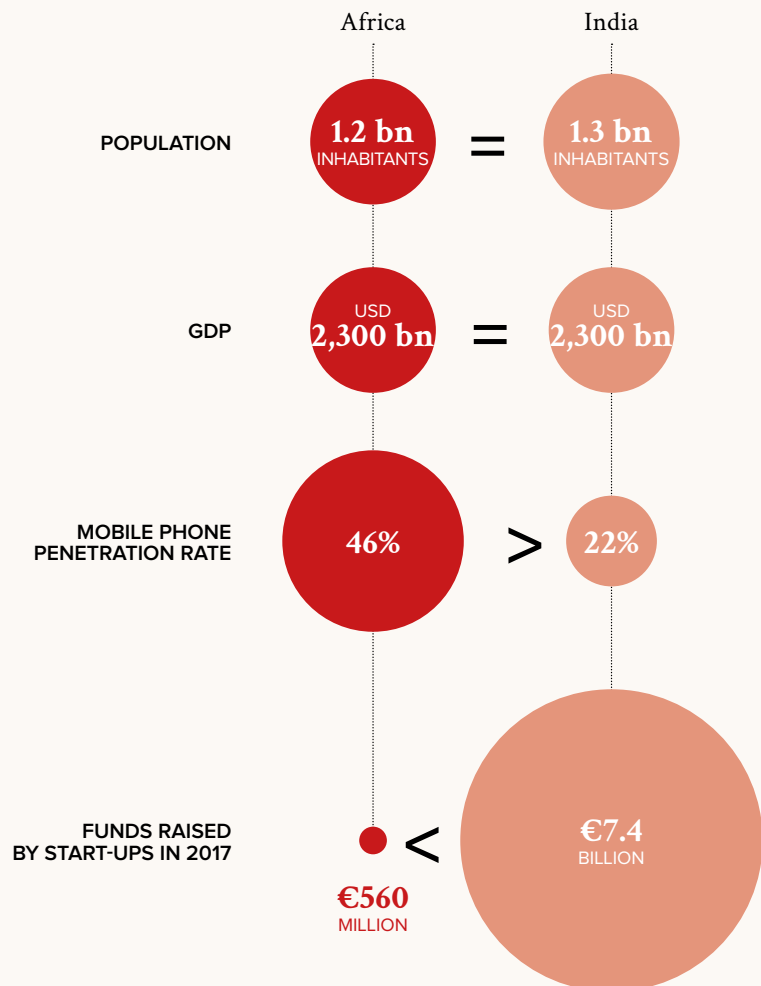 Africa India
POPULATION
1.2 bn
INHABITANTS
=
1.3 bn
INHABITANTS
GDP
USD
2,300 bn
=
USD
2,300 bn
MOBILE PHONE
PENETRATION RATE
46%
>
22%
FUNDS RAISED
BY START-UPS IN 2017
€560
MILLION
<
€7.4
BILLION